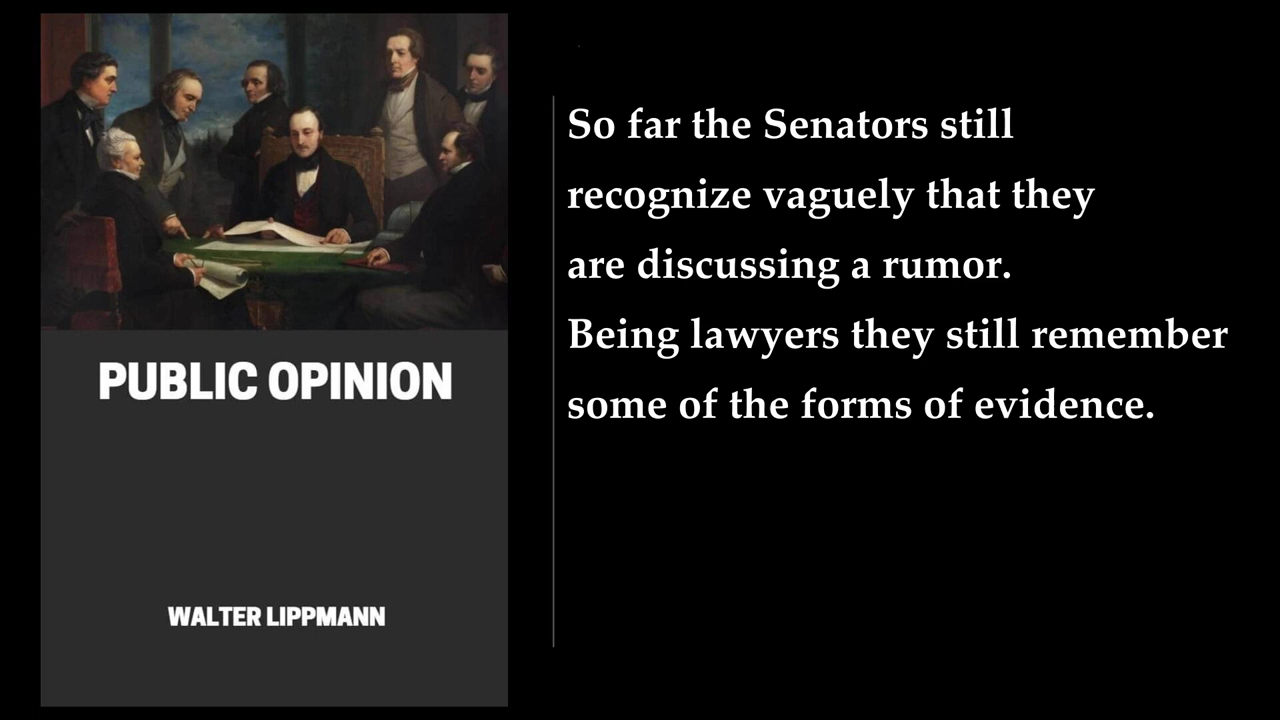 PUBLIC OPINION
WALTER LIPPMANN
So far the Senators still
recognize vaguely that they
are discussing a rumor.
Being lawyers they still remember
some of the forms of evidence.